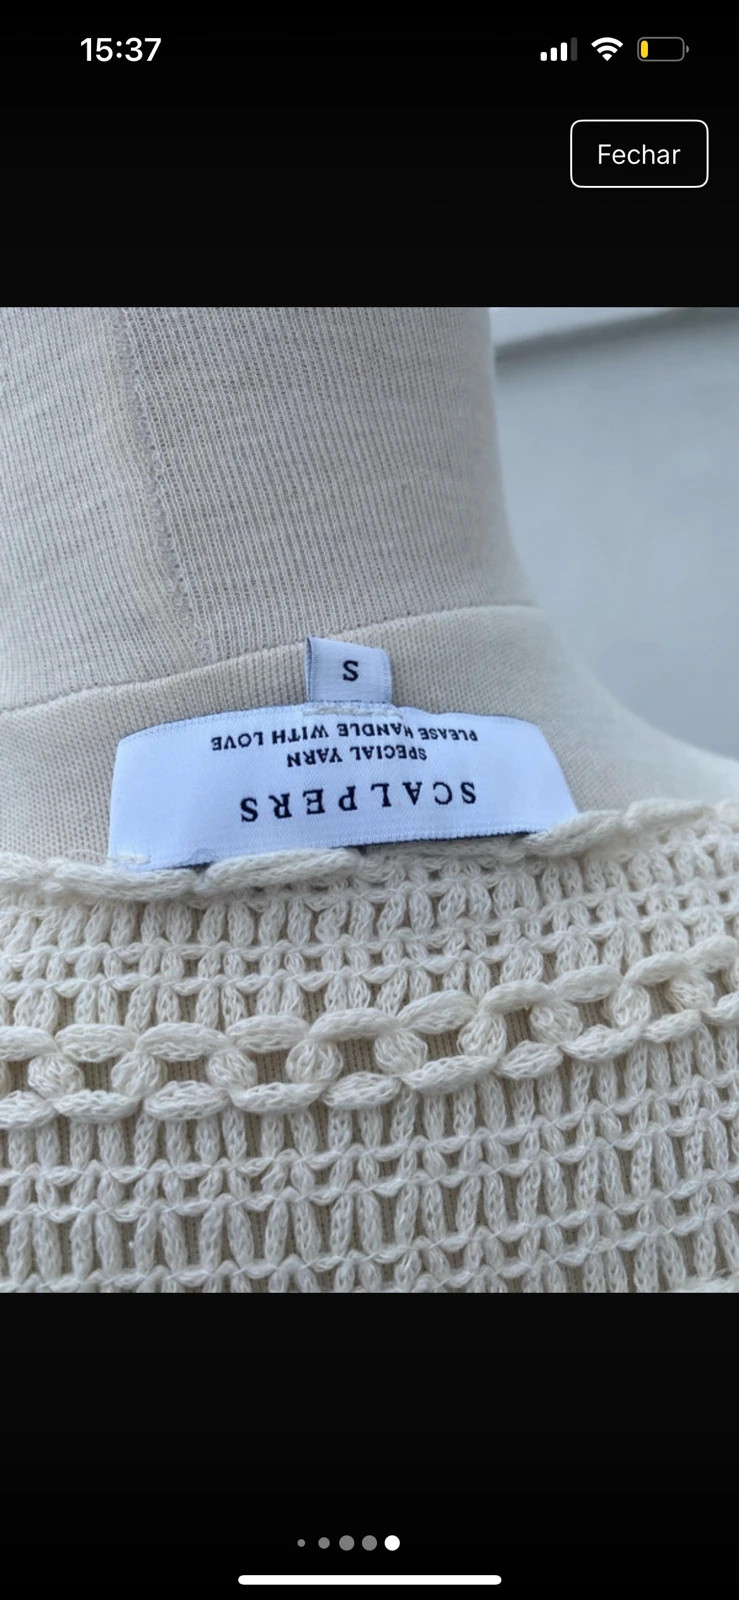 15:37
Fechar
S
SCALPERS
SPECIAL YARN
PLEASE HANDLE WITH LOVE